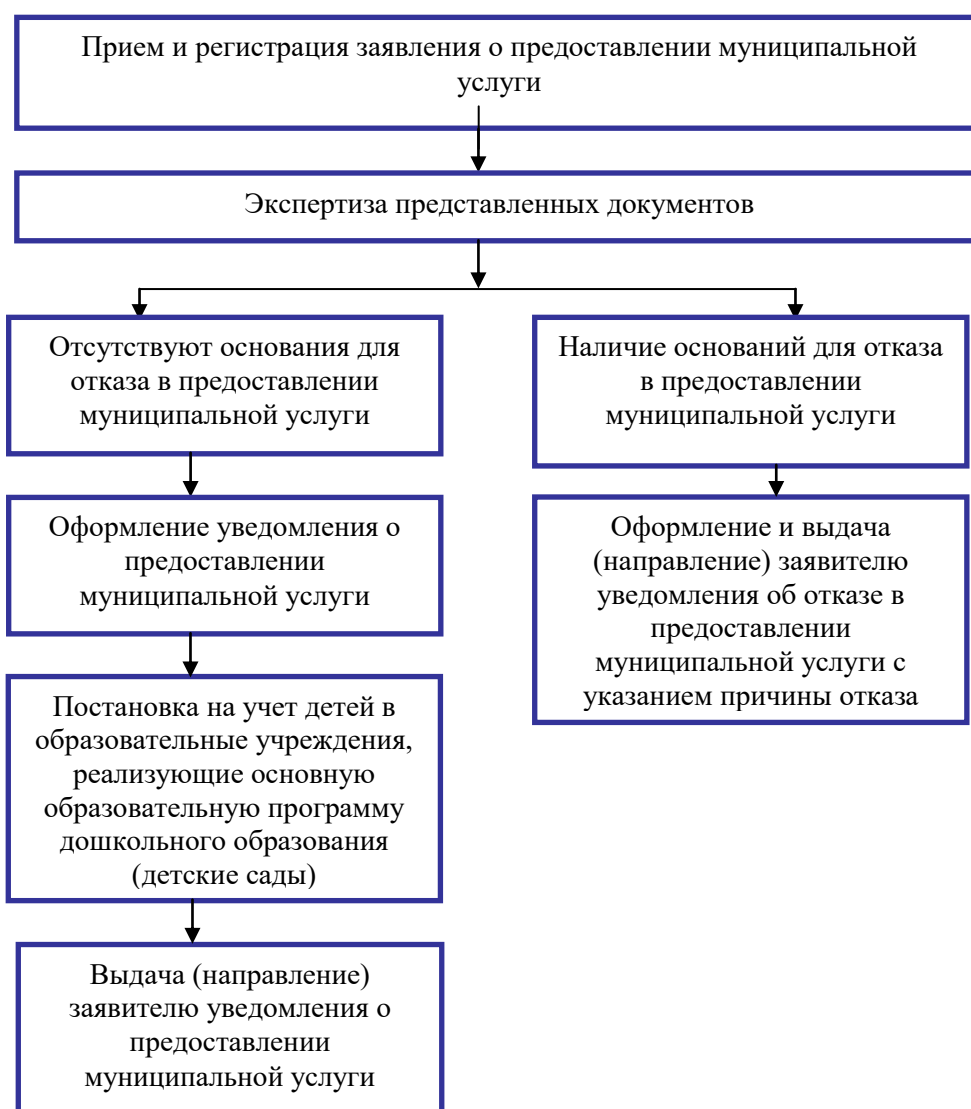 Прием и регистрация заявления о предоставлении муниципальной
услуги
Экспертиза представленных документов
Отсутствуют основания для
отказа в предоставлении
муниципальной услуги
Наличие оснований для отказа
в предоставлении
муниципальной услуги
Оформление уведомления о
предоставлении
муниципальной услуги
Оформление и выдача
(направление) заявителю
уведомления об отказе в
предоставлении
муниципальной услуги с
указанием причины отказа
Постановка на учет детей в
образовательные учреждения,
реализующие основную
образовательную программу
дошкольного образования
(детские сады)
Выдача (направление)
заявителю уведомления о
предоставлении
муниципальной услуги